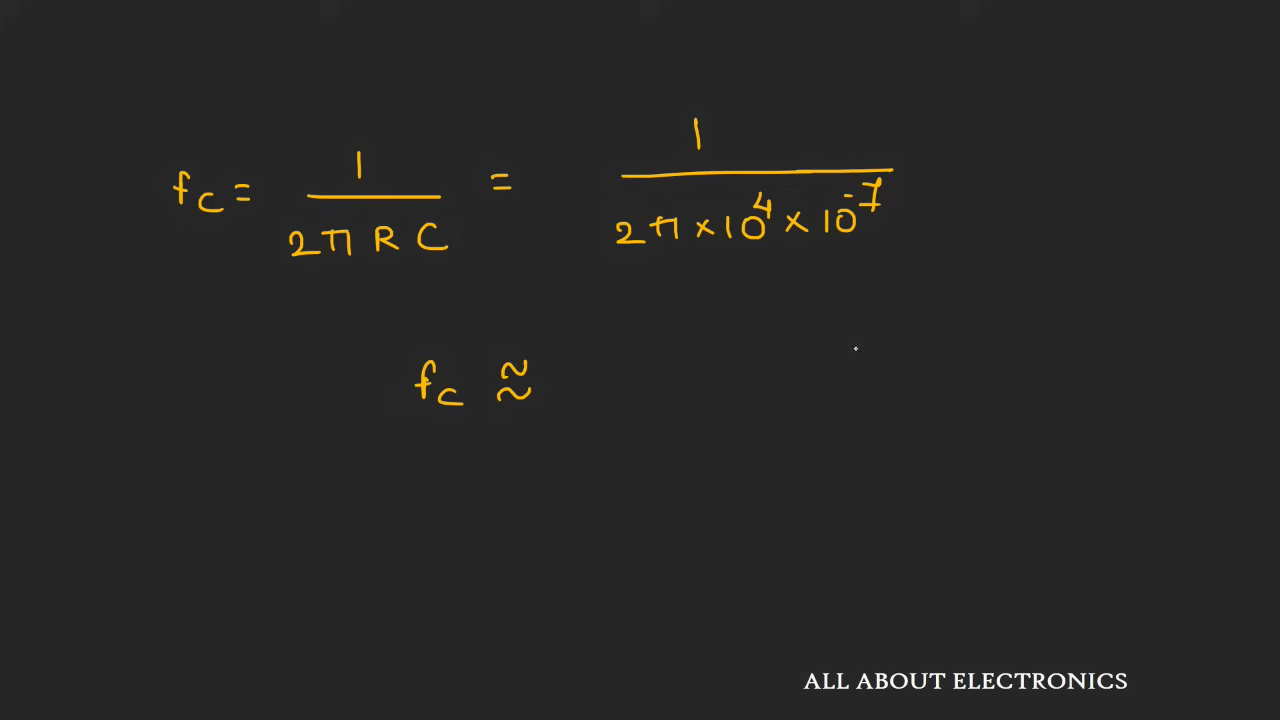 fc = 1 / 2π R C = 1 / 2π × 10^4 × 10^-7
fc ≈
ALL ABOUT ELECTRONICS